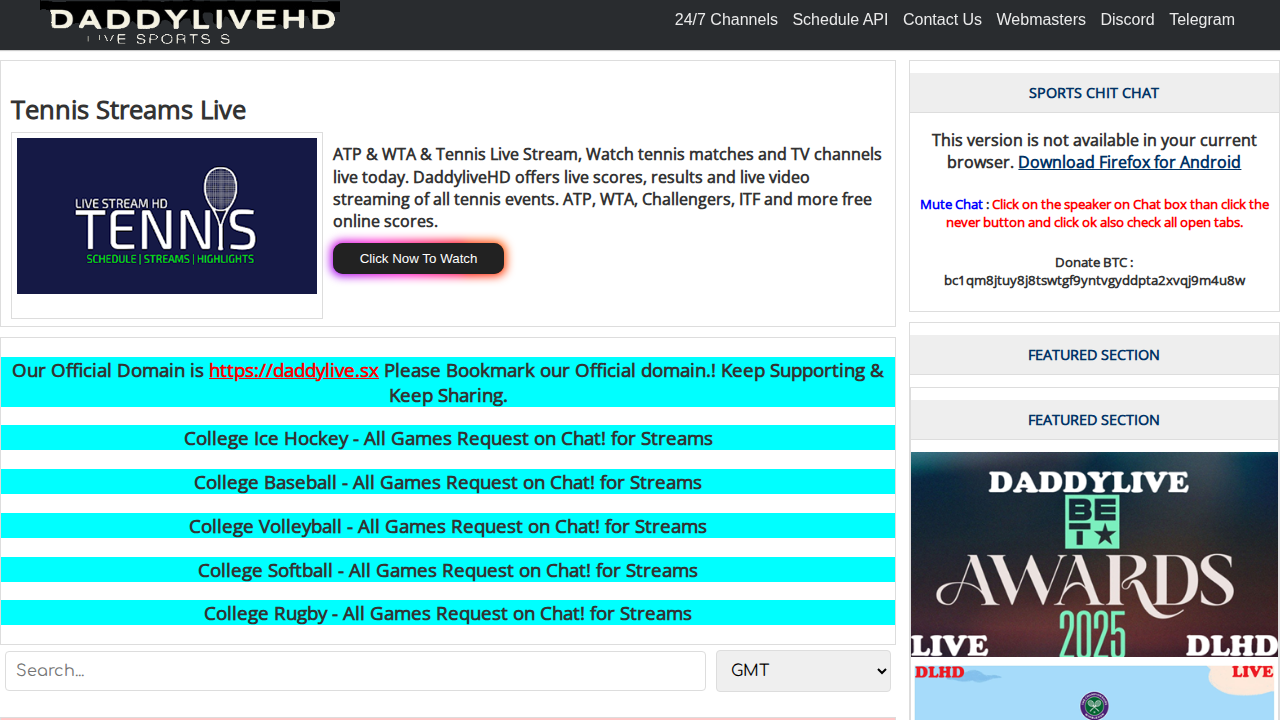 DADDYLIVEHD
LIVE SPORTS S
24/7 Channels Schedule API Contact Us Webmasters Discord Telegram
Tennis Streams Live
LIVE STREAM HD
TENNIS
SCHEDULE | STREAMS | HIGHLIGHTS
ATP & WTA & Tennis Live Stream, Watch tennis matches and TV channels
live today. DaddyliveHD offers live scores, results and live video
streaming of all tennis events. ATP, WTA, Challengers, ITF and more free
online scores.
Click Now To Watch
Our Official Domain is https://daddylive.sx Please Bookmark our Official domain.! Keep Supporting &
Keep Sharing.
College Ice Hockey - All Games Request on Chat! for Streams
College Baseball - All Games Request on Chat! for Streams
College Volleyball - All Games Request on Chat! for Streams
College Softball - All Games Request on Chat! for Streams
College Rugby - All Games Request on Chat! for Streams
Search...
GMT
SPORTS CHIT CHAT
This version is not available in your current
browser. Download Firefox for Android
Mute Chat : Click on the speaker on Chat box than click the
never button and click ok also check all open tabs.
Donate BTC :
bc1qm8jtuy8j8tswtgf9yntvgyddpta2xvqj9m4u8w
FEATURED SECTION
FEATURED SECTION
DADDYLIVE
BE
T
AWARDS
2025
LIVE
DLHD
DLHD
LIVE